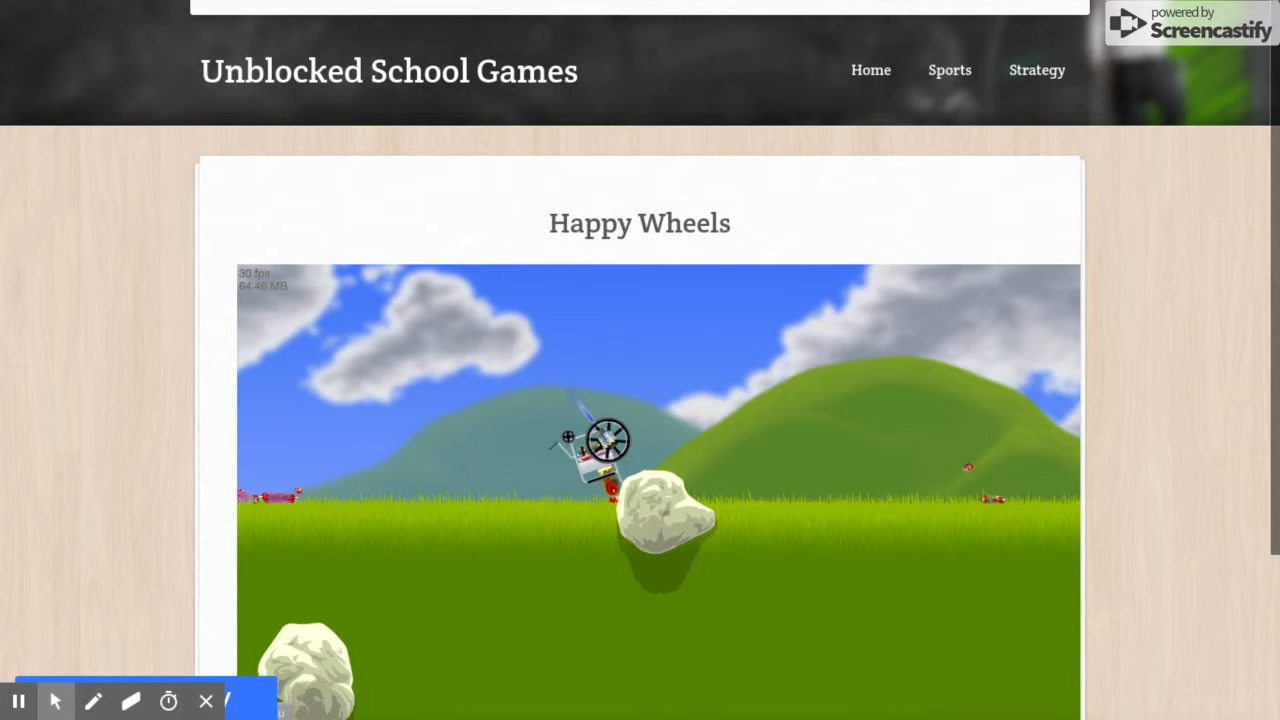 powered by
Screencastify
Unblocked School Games
Home Sports Strategy
Happy Wheels
30 fps
64.46 MB